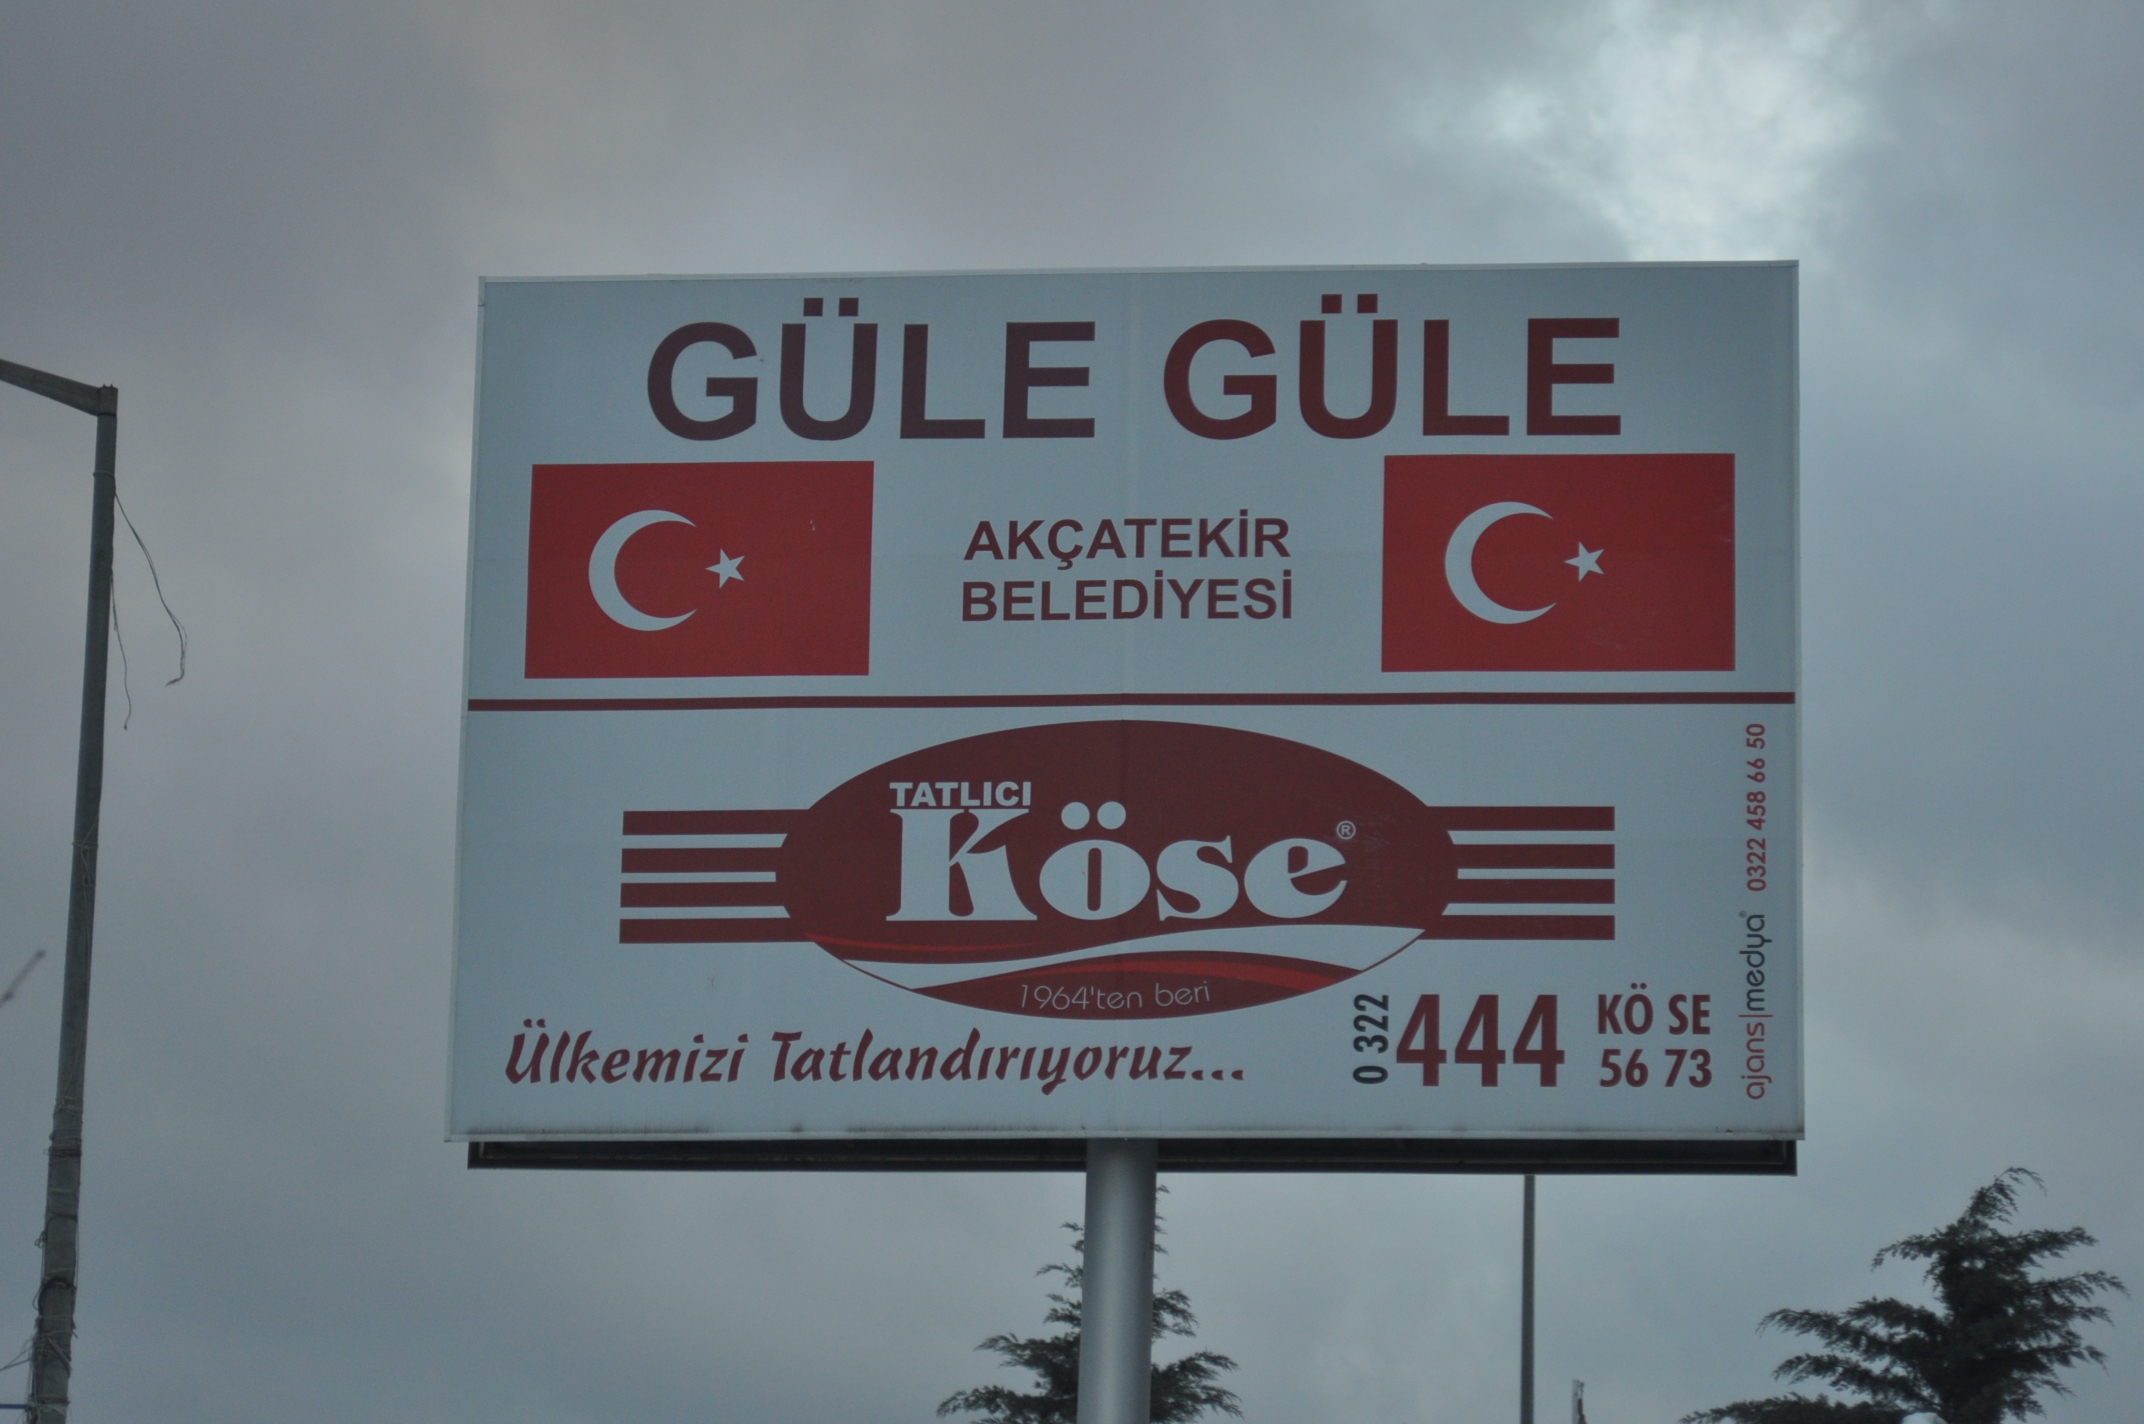 GÜLE GÜLE
AKÇATEKİR
BELEDİYESİ
TATLICI
Köse®
1964'ten beri
Ülkemizi Tatlandırıyoruz...
0 322 444 KÖ SE
56 73
ajans|medya® 0322 458 66 50